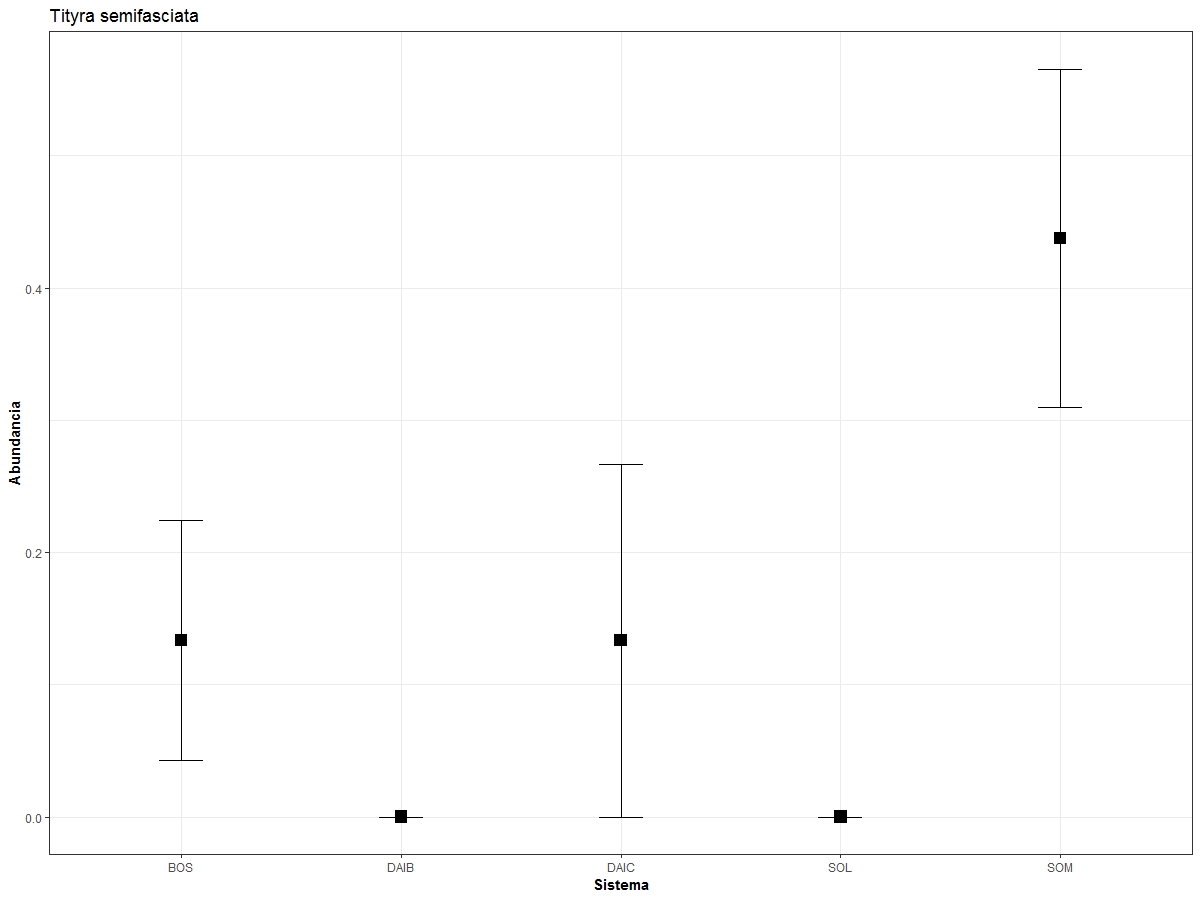 Tityra semifasciata
Abundancia
0.4
0.2
0.0
BOS DAIB DAIC SOL SOM
Sistema